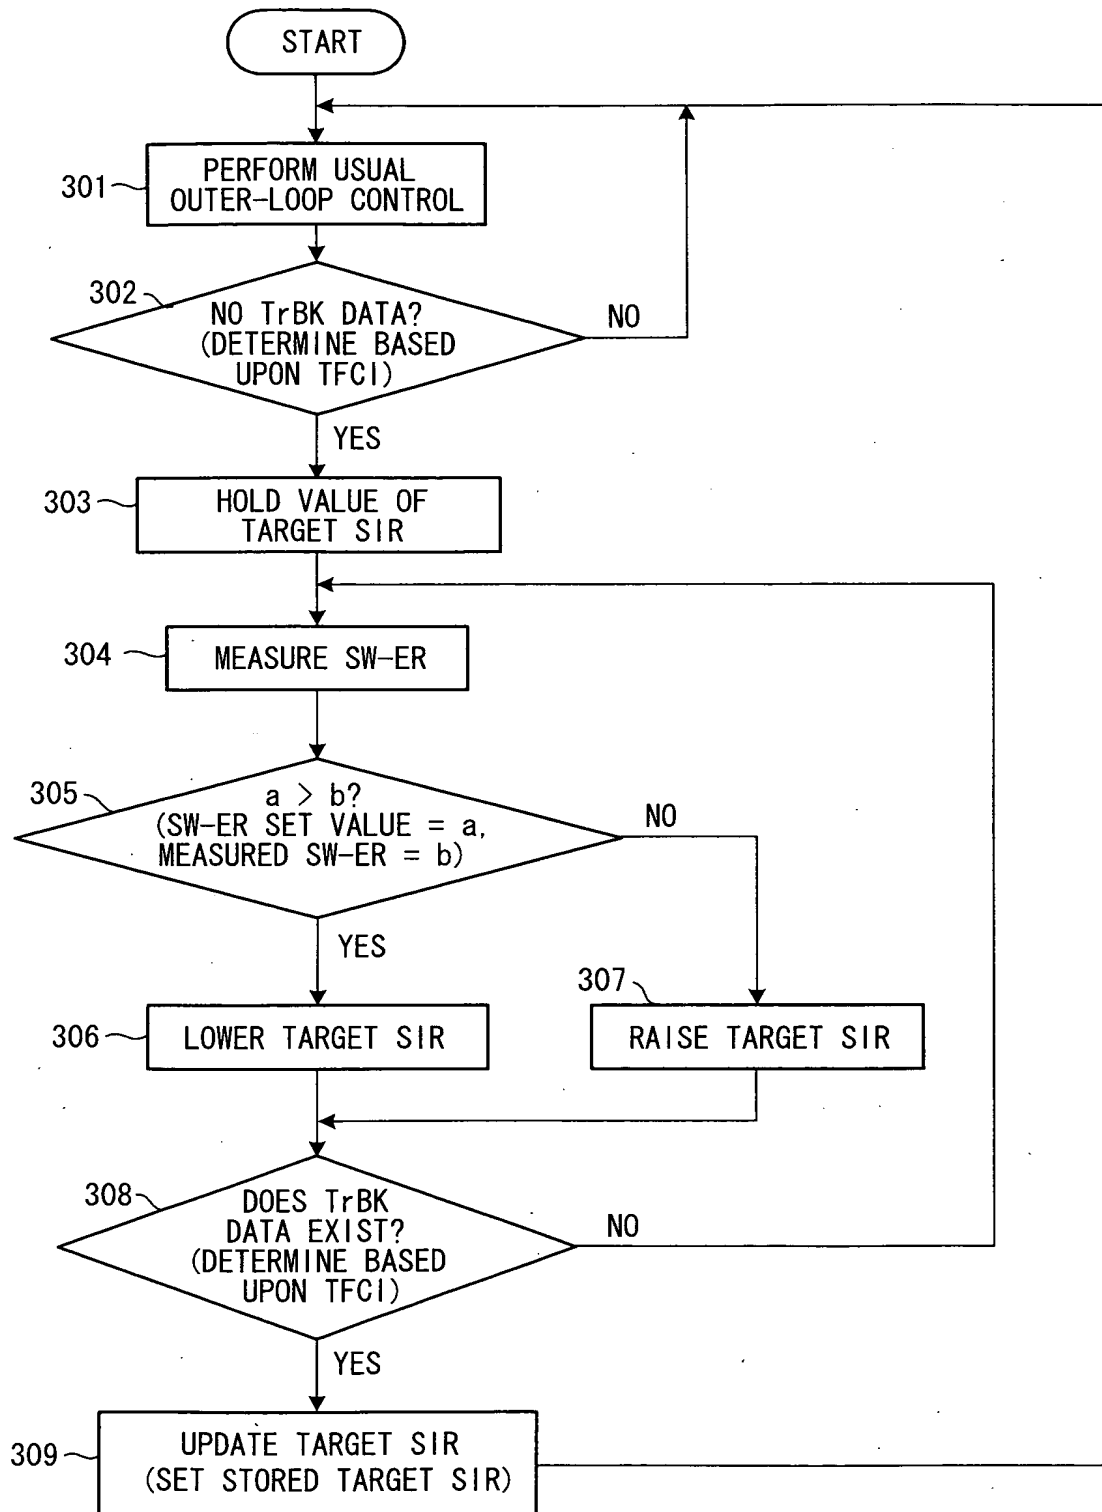 START
301
PERFORM USUAL
OUTER-LOOP CONTROL
302
NO TrBK DATA?
(DETERMINE BASED
UPON TFCI)
NO
YES
303
HOLD VALUE OF
TARGET SIR
304
MEASURE SW-ER
305
a > b?
(SW-ER SET VALUE = a,
MEASURED SW-ER = b)
NO
YES
306
LOWER TARGET SIR
307
RAISE TARGET SIR
308
DOES TrBK
DATA EXIST?
(DETERMINE BASED
UPON TFCI)
NO
YES
309
UPDATE TARGET SIR
(SET STORED TARGET SIR)